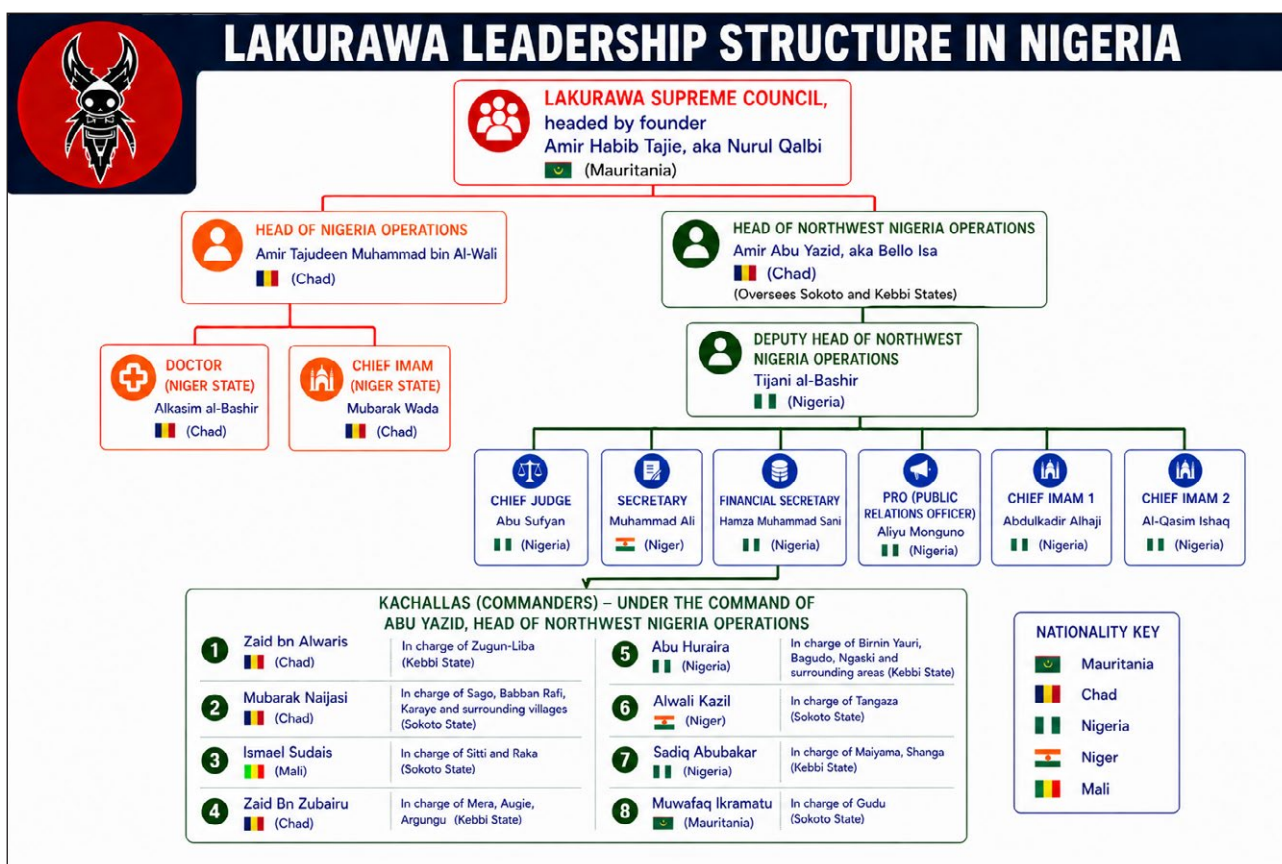 LAKURAWA LEADERSHIP STRUCTURE IN NIGERIA
LAKURAWA SUPREME COUNCIL,
headed by founder
Amir Habib Tajie, aka Nurul Qalbi
(Mauritania)
HEAD OF NIGERIA OPERATIONS
Amir Tajudeen Muhammad bin Al-Wali
(Chad)
HEAD OF NORTHWEST NIGERIA OPERATIONS
Amir Abu Yazid, aka Bello Isa
(Chad)
(Oversees Sokoto and Kebbi States)
DOCTOR
(NIGER STATE)
Alkasim al-Bashir
(Chad)
CHIEF IMAM
(NIGER STATE)
Mubarak Wada
(Chad)
DEPUTY HEAD OF NORTHWEST
NIGERIA OPERATIONS
Tijani al-Bashir
(Nigeria)
CHIEF JUDGE
Abu Sufyan
(Nigeria)
SECRETARY
Muhammad Ali
(Niger)
FINANCIAL SECRETARY
Hamza Muhammad Sani
(Nigeria)
PRO (PUBLIC
RELATIONS OFFICER)
Aliyu Monguno
(Nigeria)
CHIEF IMAM 1
Abdulkadir Alhaji
(Nigeria)
CHIEF IMAM 2
Al-Qasim Ishaq
(Nigeria)
KACHALLAS (COMMANDERS) – UNDER THE COMMAND OF
ABU YAZID, HEAD OF NORTHWEST NIGERIA OPERATIONS
1
Zaid bn Alwaris
(Chad)
In charge of Zugun-Liba
(Kebbi State)
2
Mubarak Naijasi
(Chad)
In charge of Sago, Babban Rafi,
Karaye and surrounding villages
(Sokoto State)
3
Ismael Sudais
(Mali)
In charge of Sitti and Raka
(Sokoto State)
4
Zaid Bn Zubairu
(Chad)
In charge of Mera, Augie,
Argungu (Kebbi State)
5
Abu Huraira
(Nigeria)
In charge of Birnin Yauri,
Bagudo, Ngaski and
surrounding areas (Kebbi State)
6
Alwali Kazil
(Niger)
In charge of Tangaza
(Sokoto State)
7
Sadiq Abubakar
(Nigeria)
In charge of Maiyama, Shanga
(Kebbi State)
8
Muwafaq Ikramatu
(Mauritania)
In charge of Gudu
(Sokoto State)
NATIONALITY KEY
Mauritania
Chad
Nigeria
Niger
Mali